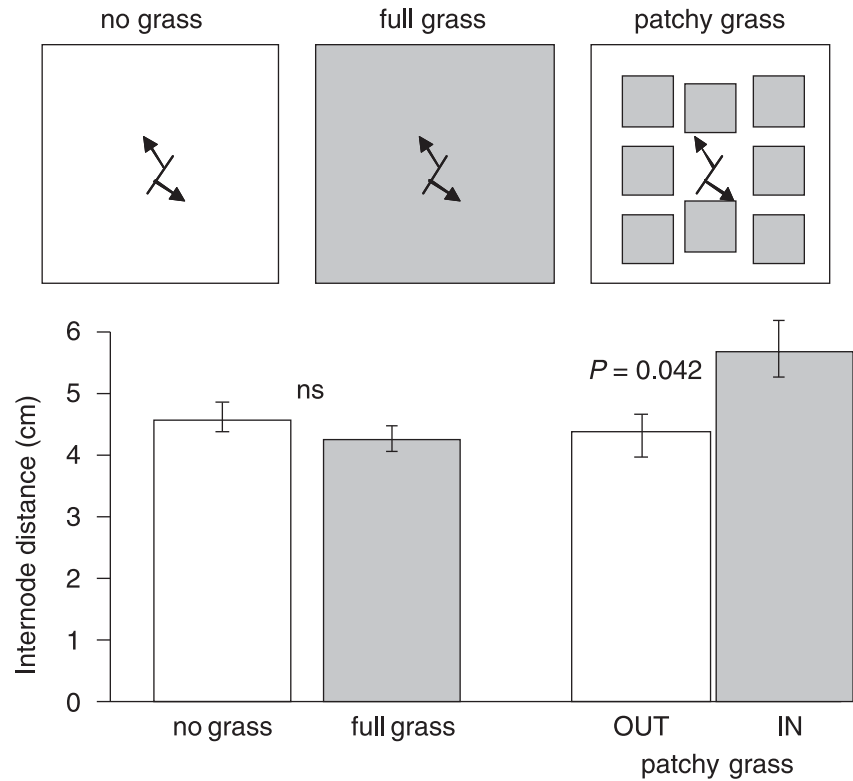 no grass full grass patchy grass
6
5
4
3
2
1
0
Internode distance (cm)
ns
P = 0.042
no grass full grass OUT IN
patchy grass